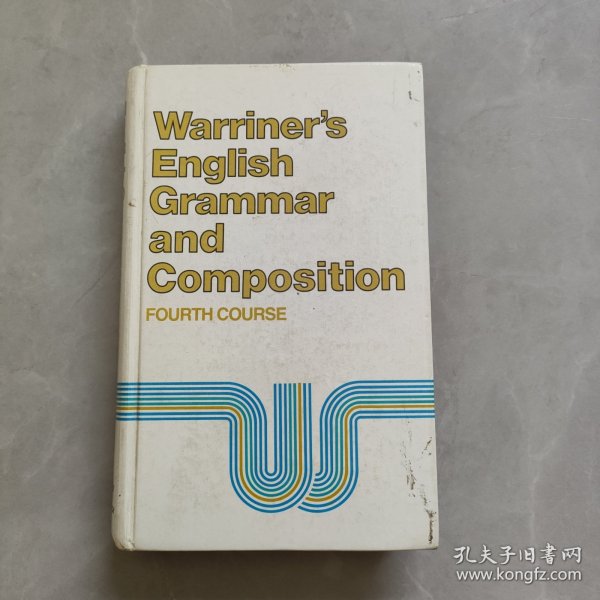 Warriner's
English
Grammar
and
Composition
FOURTH COURSE
孔夫子旧书网
www.kongfz.com